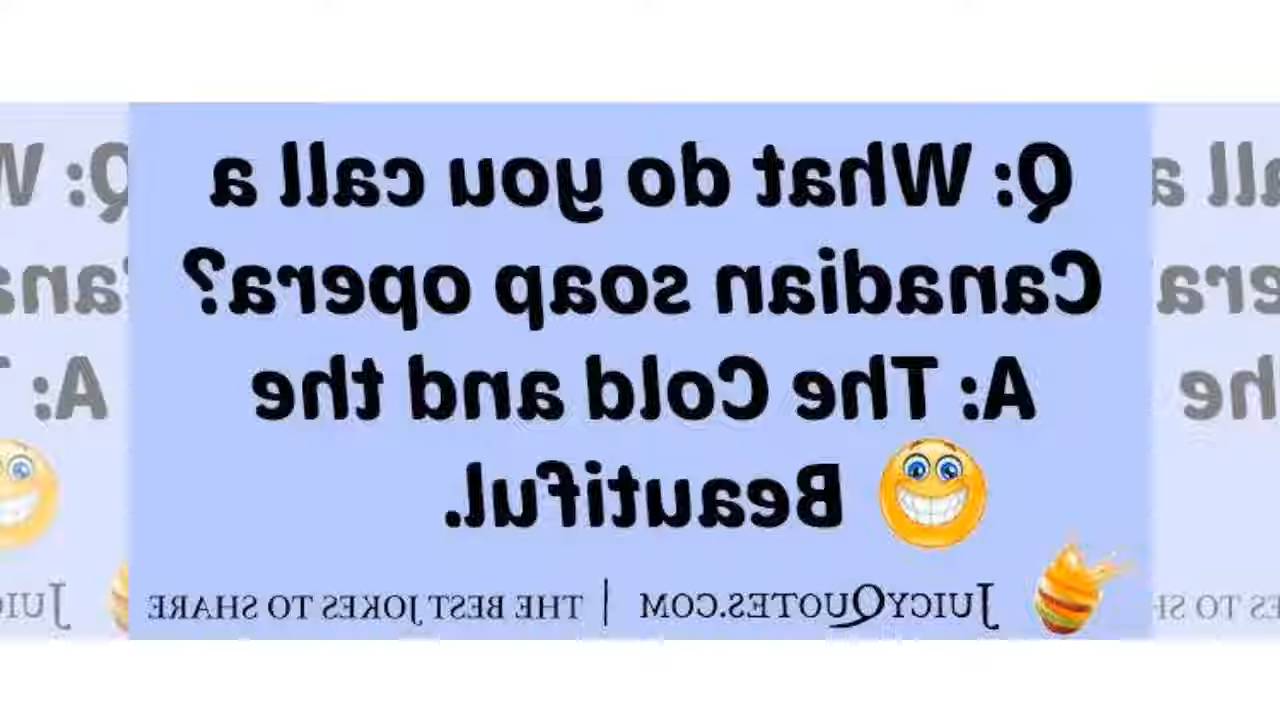 Q: What do you call a
Canadian soap opera?
A: The Cold and the
Beautiful.
JUICYQUOTES.COM | THE BEST JOKES TO SHARE